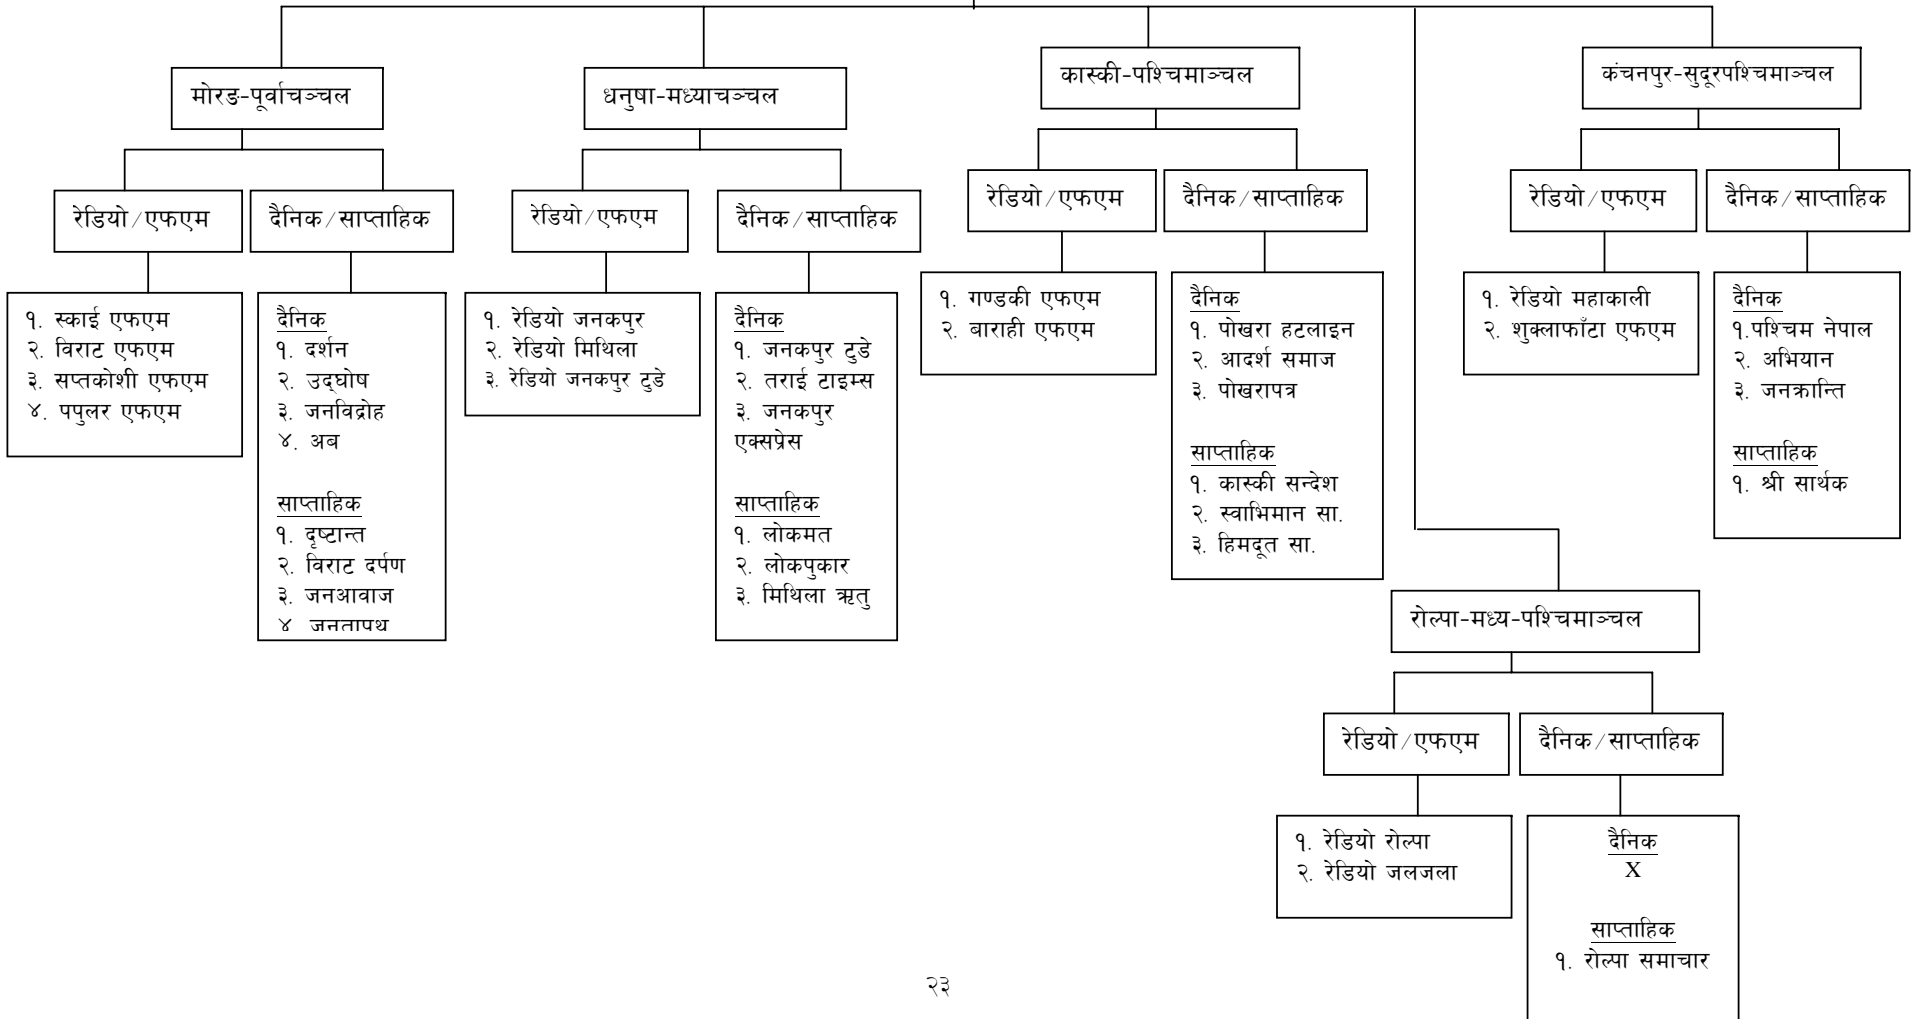 मोरङ-पूर्वाचञ्चल
रेडियो/एफएम
१. स्काई एफएम
२. विराट एफएम
३. सप्तकोशी एफएम
४. पपुलर एफएम
दैनिक/साप्ताहिक
दैनिक
१. दर्शन
२. उद्घोष
३. जनविद्रोह
४. अब
साप्ताहिक
१. दृष्टान्त
२. विराट दर्पण
३. जनआवाज
४. जनतापथ
धनुषा-मध्याचञ्चल
रेडियो/एफएम
१. रेडियो जनकपुर
२. रेडियो मिथिला
३. रेडियो जनकपुर टुडे
दैनिक/साप्ताहिक
दैनिक
१. जनकपुर टुडे
२. तराई टाइम्स
३. जनकपुर
एक्सप्रेस
साप्ताहिक
१. लोकमत
२. लोकपुकार
३. मिथिला ऋतु
कास्की-पश्चिमाञ्चल
रेडियो/एफएम
१. गण्डकी एफएम
२. बाराही एफएम
दैनिक/साप्ताहिक
दैनिक
१. पोखरा हटलाइन
२. आदर्श समाज
३. पोखरापत्र
साप्ताहिक
१. कास्की सन्देश
२. स्वाभिमान सा.
३. हिमदूत सा.
कंचनपुर-सुदूरपश्चिमाञ्चल
रेडियो/एफएम
१. रेडियो महाकाली
२. शुक्लाफाँटा एफएम
दैनिक/साप्ताहिक
दैनिक
१.पश्चिम नेपाल
२. अभियान
३. जनक्रान्ति
साप्ताहिक
१. श्री सार्थक
रोल्पा-मध्य-पश्चिमाञ्चल
रेडियो/एफएम
१. रेडियो रोल्पा
२. रेडियो जलजला
दैनिक/साप्ताहिक
दैनिक
X
साप्ताहिक
१. रोल्पा समाचार
२३